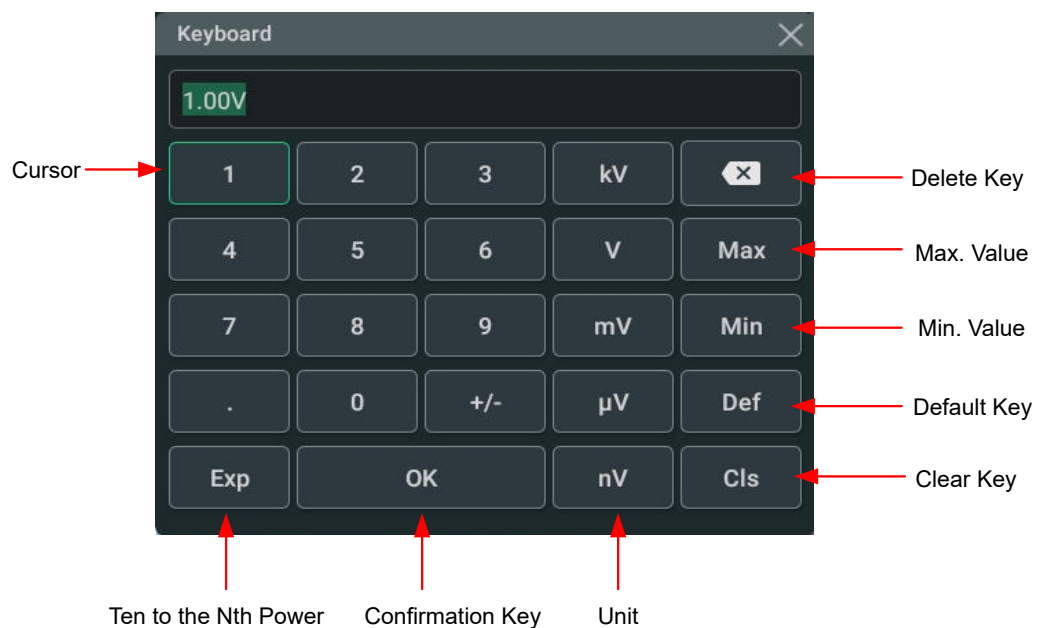 Keyboard
1.00V
Cursor 1 2 3 kV Delete Key
4 5 6 V Max Max. Value
7 8 9 mV Min Min. Value
. 0 +/- µV Def Default Key
Exp OK nV Cls Clear Key
Ten to the Nth Power Confirmation Key Unit